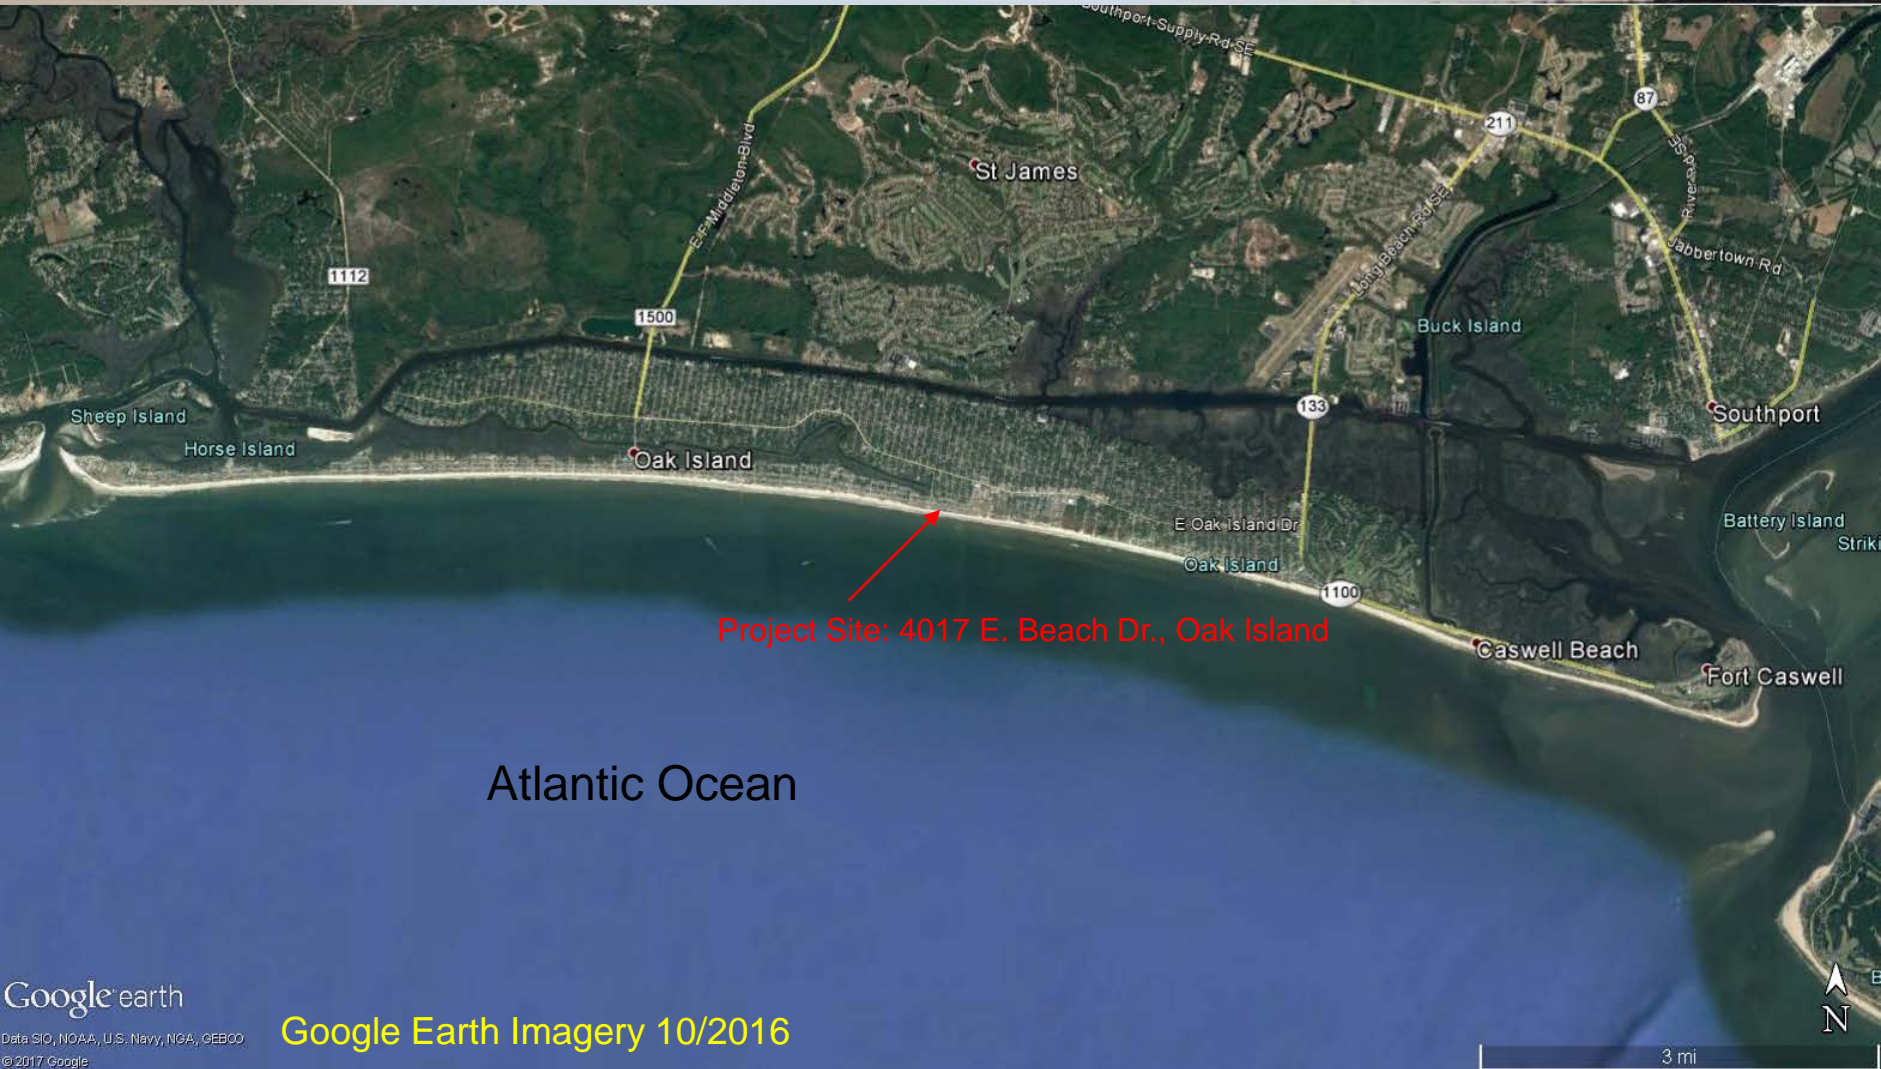 Southport-Supply Rd SE
87
211
River Rd SE
E F Middleton Blvd
St James
Long Beach Rd SE
Jabbertown Rd
1112
1500
Buck Island
133
Southport
Sheep Island
Horse Island
Oak Island
E Oak Island Dr
Battery Island
Striki
Oak Island
1100
Project Site: 4017 E. Beach Dr., Oak Island
Caswell Beach
Fort Caswell
Atlantic Ocean
B
Google earth
N
Google Earth Imagery 10/2016
Data SIO, NOAA, U.S. Navy, NGA, GEBCO
© 2017 Google
3 mi